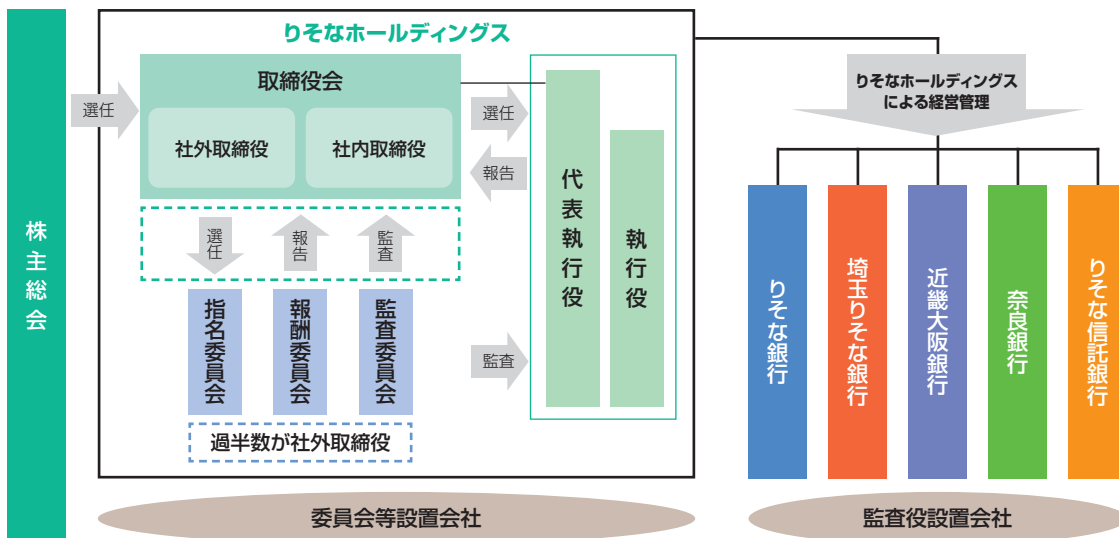 株主総会
選任
りそなホールディングス
取締役会
社外取締役
社内取締役
選任
報告
選任
報告
監査
指名委員会
報酬委員会
監査委員会
過半数が社外取締役
監査
代表執行役
執行役
委員会等設置会社
りそなホールディングス
による経営管理
りそな銀行
埼玉りそな銀行
近畿大阪銀行
奈良銀行
りそな信託銀行
監査役設置会社